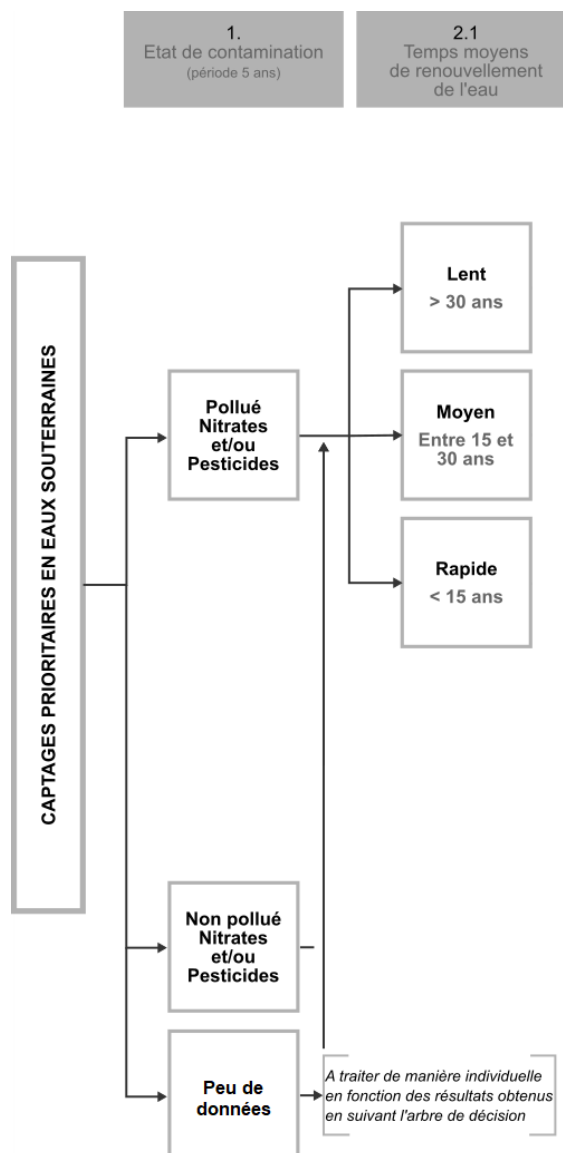 1.
Etat de contamination
(période 5 ans)
2.1
Temps moyens
de renouvellement
de l'eau
CAPTAGES PRIORITAIRES EN EAUX SOUTERRAINES
Pollué
Nitrates
et/ou
Pesticides
Lent
> 30 ans
Moyen
Entre 15 et
30 ans
Rapide
< 15 ans
Non pollué
Nitrates
et/ou
Pesticides
Peu de
données
A traiter de manière individuelle
en fonction des résultats obtenus
en suivant l'arbre de décision